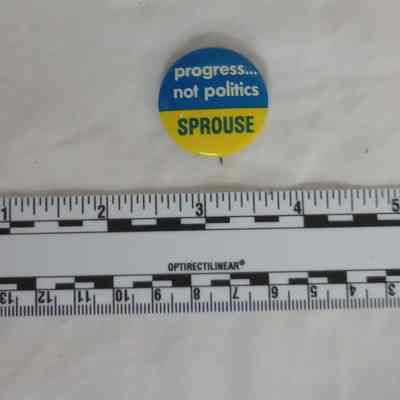 progress...
not politics
SPROUSE
1 2 3 4 5
OPTIRECTILINEAR®
13 12 11 10 9 8 7 6 5 4 3